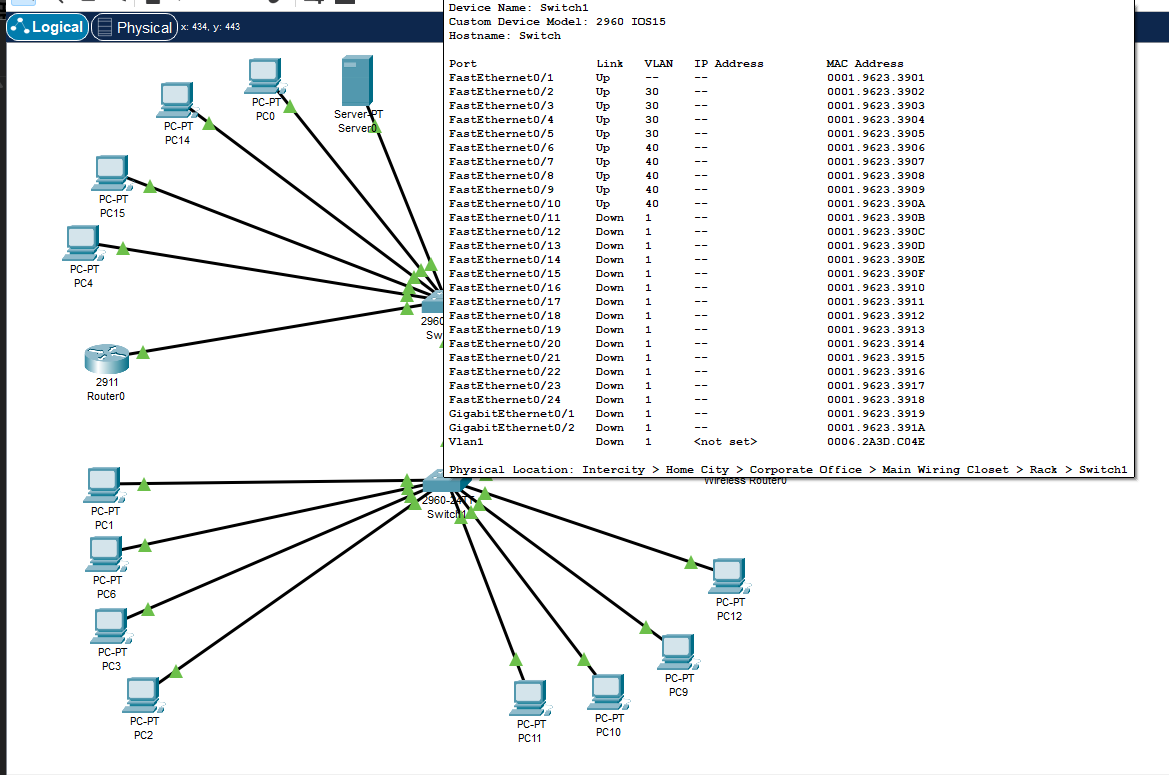 Logical Physical x: 434, y: 443
Device Name: Switch1
Custom Device Model: 2960 IOS15
Hostname: Switch
Port Link VLAN IP Address MAC Address
FastEthernet0/1 Up -- -- 0001.9623.3901
FastEthernet0/2 Up 30 -- 0001.9623.3902
FastEthernet0/3 Up 30 -- 0001.9623.3903
FastEthernet0/4 Up 30 -- 0001.9623.3904
FastEthernet0/5 Up 30 -- 0001.9623.3905
FastEthernet0/6 Up 40 -- 0001.9623.3906
FastEthernet0/7 Up 40 -- 0001.9623.3907
FastEthernet0/8 Up 40 -- 0001.9623.3908
FastEthernet0/9 Up 40 -- 0001.9623.3909
FastEthernet0/10 Up 40 -- 0001.9623.390A
FastEthernet0/11 Down 1 -- 0001.9623.390B
FastEthernet0/12 Down 1 -- 0001.9623.390C
FastEthernet0/13 Down 1 -- 0001.9623.390D
FastEthernet0/14 Down 1 -- 0001.9623.390E
FastEthernet0/15 Down 1 -- 0001.9623.390F
FastEthernet0/16 Down 1 -- 0001.9623.3910
FastEthernet0/17 Down 1 -- 0001.9623.3911
FastEthernet0/18 Down 1 -- 0001.9623.3912
FastEthernet0/19 Down 1 -- 0001.9623.3913
FastEthernet0/20 Down 1 -- 0001.9623.3914
FastEthernet0/21 Down 1 -- 0001.9623.3915
FastEthernet0/22 Down 1 -- 0001.9623.3916
FastEthernet0/23 Down 1 -- 0001.9623.3917
FastEthernet0/24 Down 1 -- 0001.9623.3918
GigabitEthernet0/1 Down 1 -- 0001.9623.3919
GigabitEthernet0/2 Down 1 -- 0001.9623.391A
Vlan1 Down 1 <not set> 0006.2A3D.C04E
Physical Location: Intercity > Home City > Corporate Office > Main Wiring Closet > Rack > Switch1
PC-PT
PC0
Server-PT
Server0
PC-PT
PC14
PC-PT
PC15
PC-PT
PC4
2960
Sw
2911
Router0
Wireless Router0
PC-PT
PC1
2960-24TT
Switch1
PC-PT
PC6
PC-PT
PC3
PC-PT
PC2
PC-PT
PC11
PC-PT
PC10
PC-PT
PC9
PC-PT
PC12